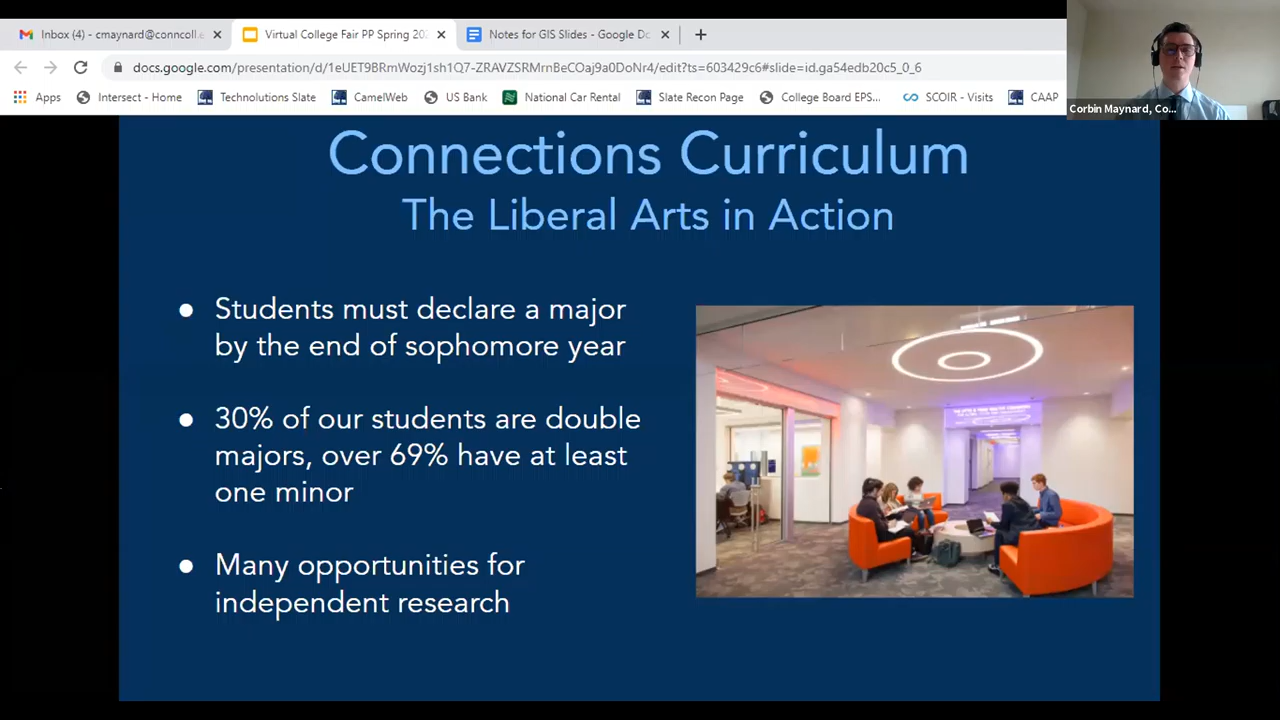 Inbox (4) - cmaynard@conncoll.e
Virtual College Fair PP Spring 202
Notes for GIS Slides - Google Do
docs.google.com/presentation/d/1eUET9BRmWozj1sh1Q7ZRAVZSRMrnBeCOaj9a0DoNr4/edit?ts=603429c6#slide=id.ga54edb20c5_0_6
Apps
Intersect - Home
Technolutions Slate
CamelWeb
US Bank
National Car Rental
Slate Recon Page
College Board EPS...
SCOIR - Visits
CAAP
Corbin Maynard, Co...
Connections Curriculum
The Liberal Arts in Action
● Students must declare a major
by the end of sophomore year
● 30% of our students are double
majors, over 69% have at least
one minor
● Many opportunities for
independent research